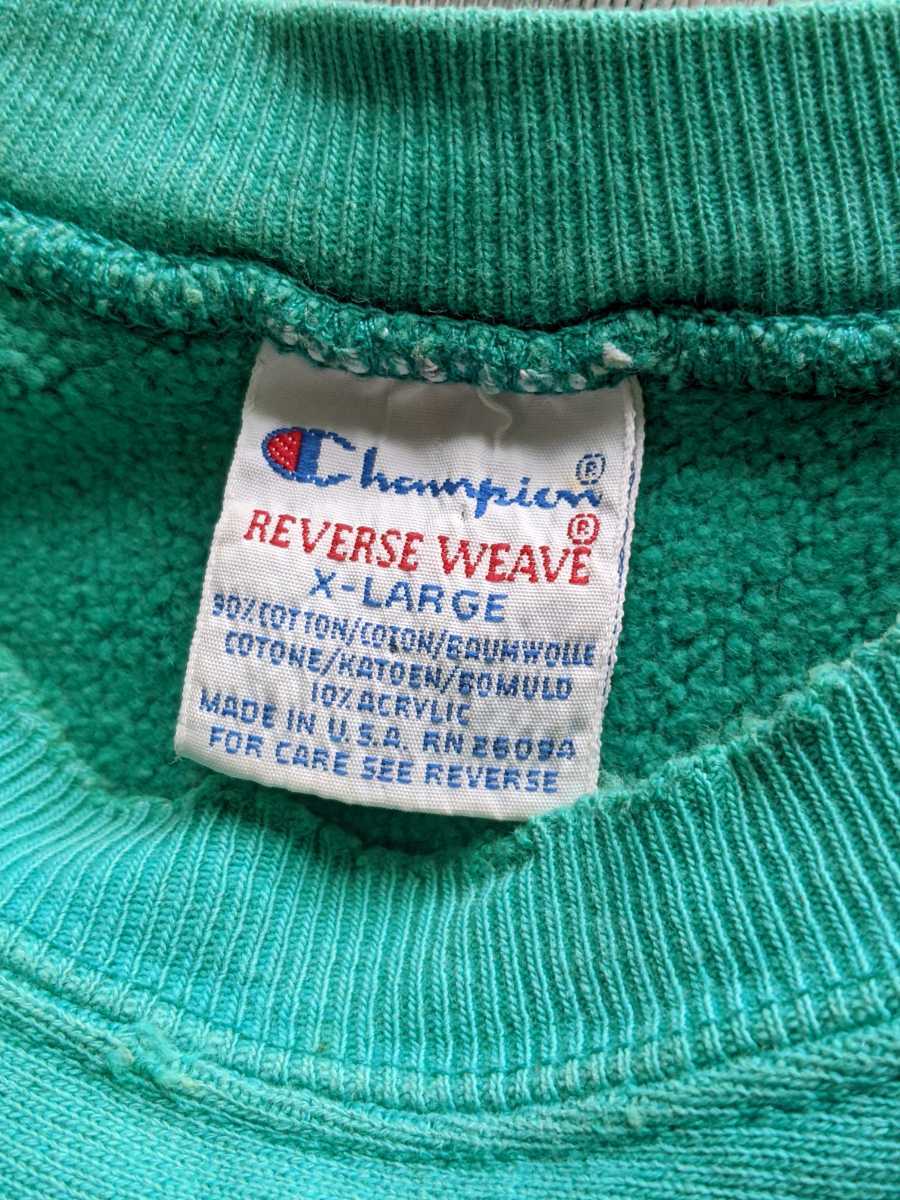 Champion®
REVERSE WEAVE®
X-LARGE
90% COTTON/COTON/BAUMWOLLE
COTONE/KATOEN/BOMULD
10% ACRYLIC
MADE IN U.S.A. RN 26094
FOR CARE SEE REVERSE